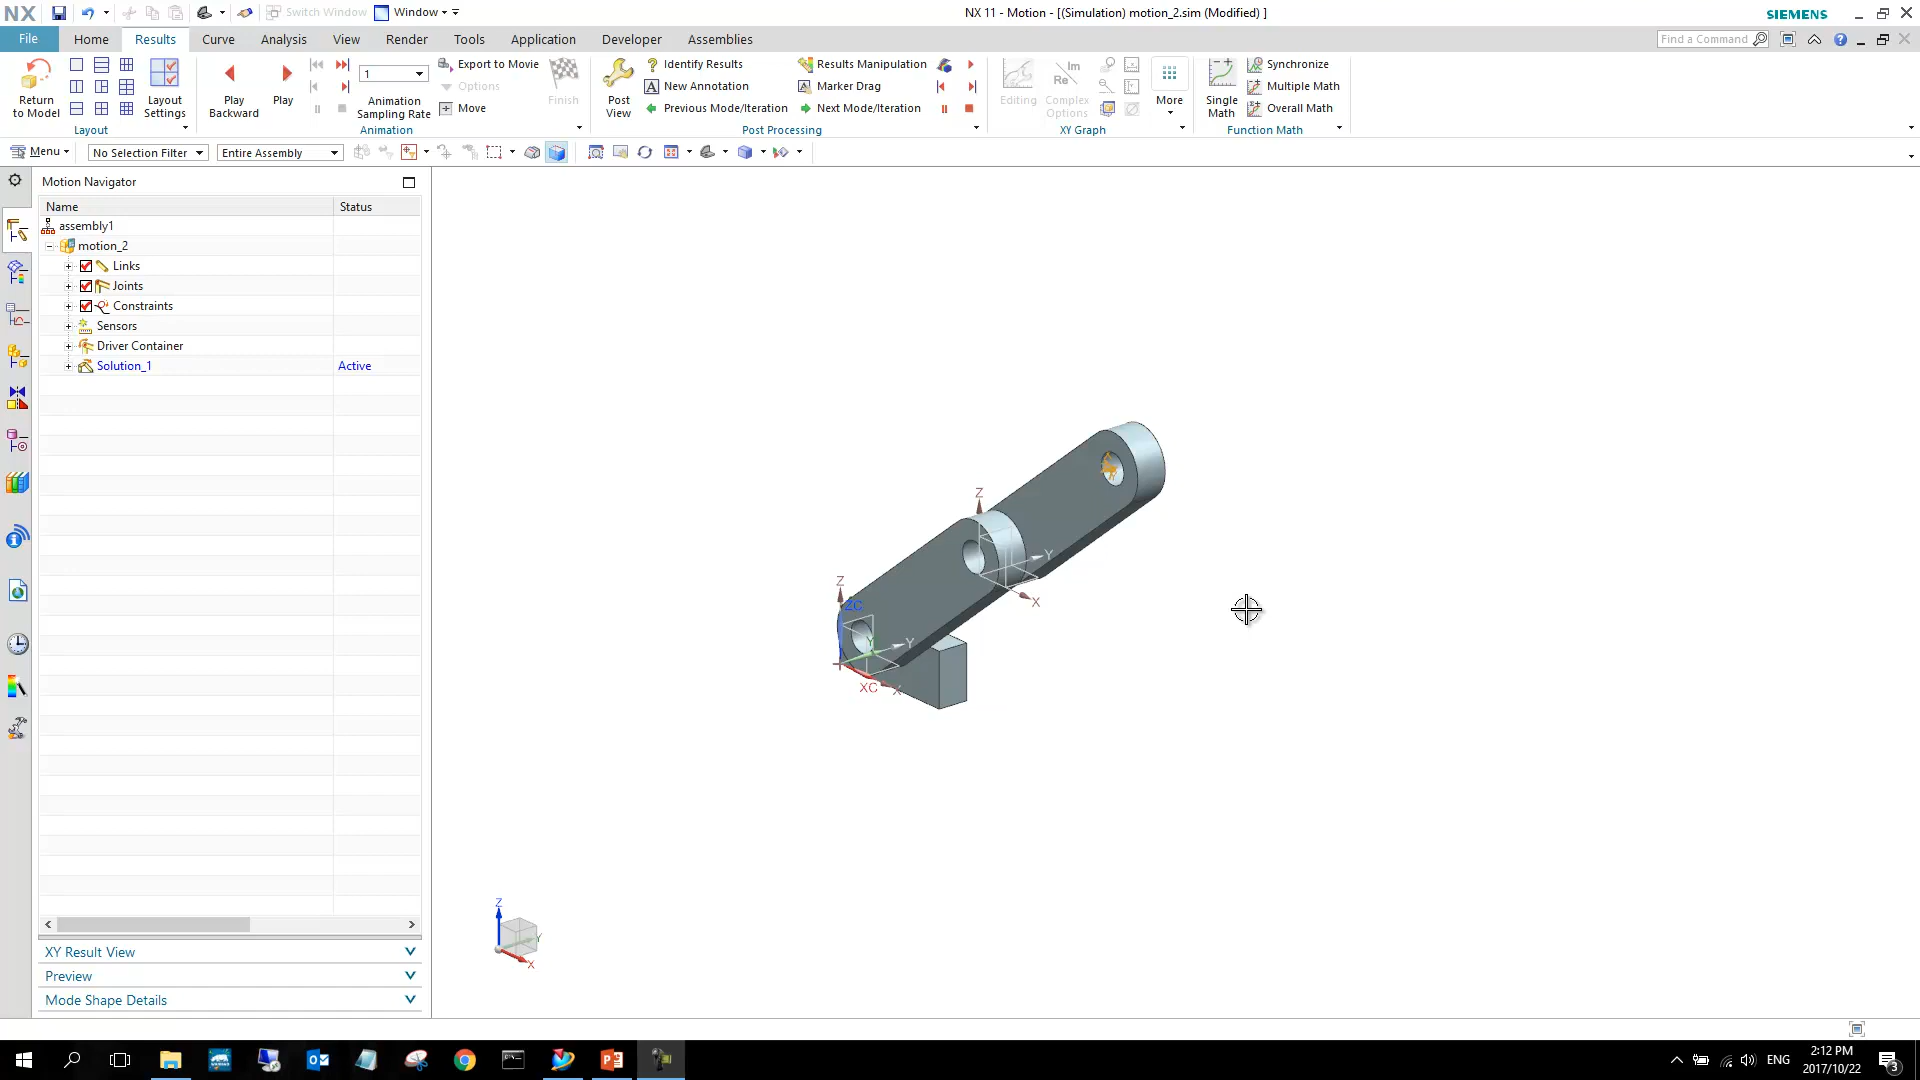 NX
Switch Window
Window
NX 11 - Motion - [(Simulation) motion_2.sim (Modified) ]
SIEMENS
File
Home
Results
Curve
Analysis
View
Render
Tools
Application
Developer
Assemblies
Find a Command
Return to Model
Layout Settings
Layout
Play Backward
Play
1
Animation Sampling Rate
Export to Movie
Options
Move
Finish
Animation
Post View
Identify Results
New Annotation
Previous Mode/Iteration
Results Manipulation
Marker Drag
Next Mode/Iteration
Post Processing
Editing
Complex Options
More
XY Graph
Single Math
Synchronize
Multiple Math
Overall Math
Function Math
Menu
No Selection Filter
Entire Assembly
Motion Navigator
Name
Status
assembly1
motion_2
Links
Joints
Constraints
Sensors
Driver Container
Solution_1
Active
Z
Y
X
Z
ZC
Y
Y
XC
X
Z
Y
X
XY Result View
Preview
Mode Shape Details
ENG
2:12 PM
2017/10/22
3